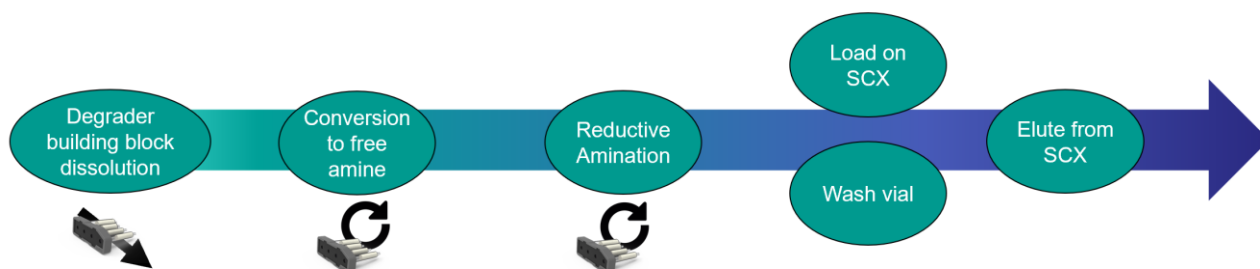 Degrader
building block
dissolution
Conversion
to free
amine
Reductive
Amination
Load on
SCX
Wash vial
Elute from
SCX